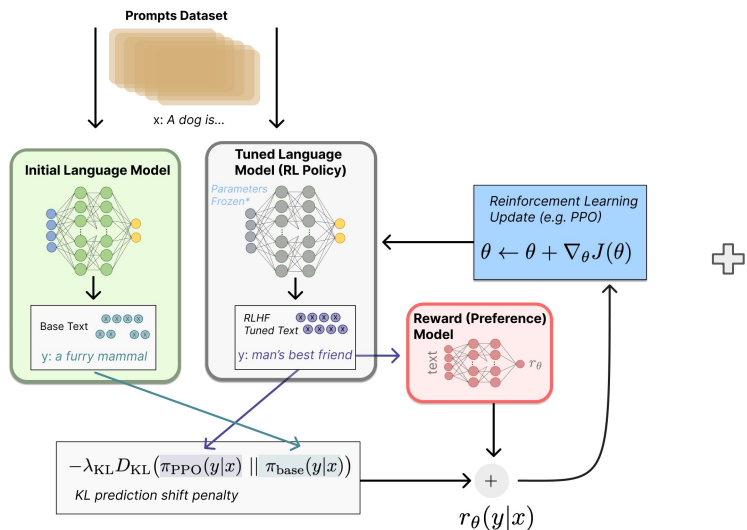 Prompts Dataset
x: A dog is...
Initial Language Model
Tuned Language
Model (RL Policy)
Parameters
Frozen*
Reinforcement Learning
Update (e.g. PPO)
θ ← θ + ∇θJ(θ)
Base Text
x x x x
x x x x
y: a furry mammal
RLHF
Tuned Text
x x x x
x x x x
y: man's best friend
Reward (Preference)
Model
text
rθ
−λKL DKL(πPPO(y|x) || πbase(y|x))
KL prediction shift penalty
+
rθ(y|x)